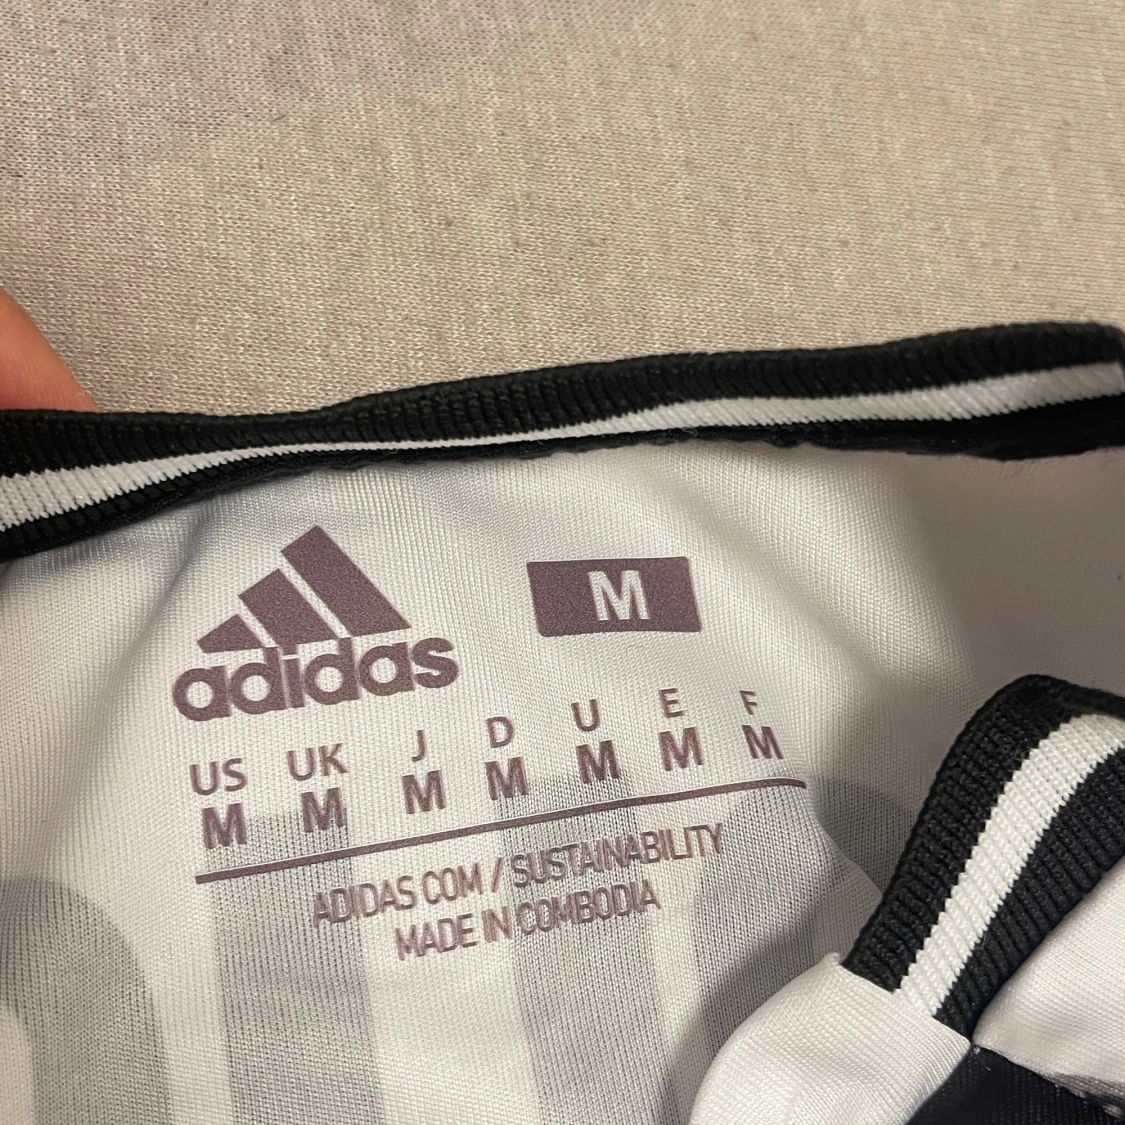 adidas
M
US UK J D U E F
M M M M M M M
ADIDAS COM / SUSTAINABILITY
MADE IN COMBODIA